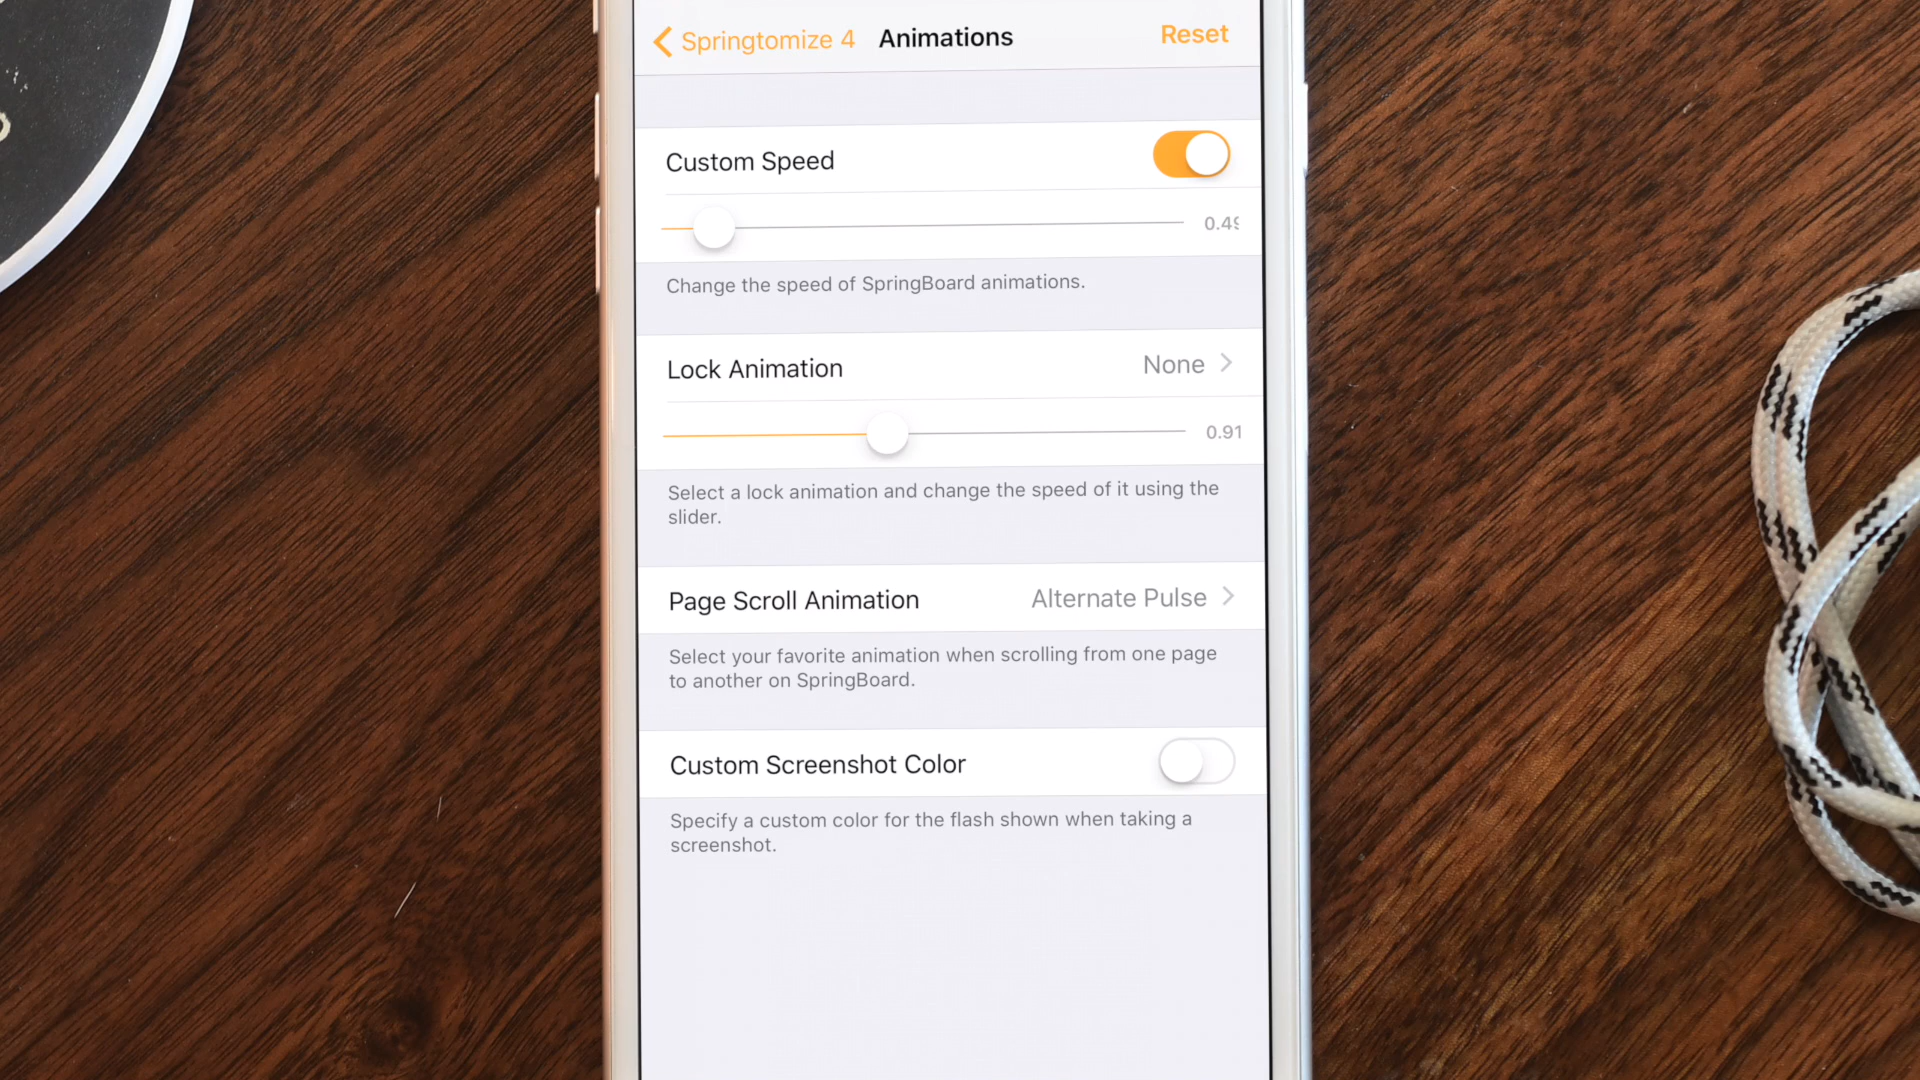 Springtomize 4 Animations Reset
Custom Speed
0.49
Change the speed of SpringBoard animations.
Lock Animation None
0.91
Select a lock animation and change the speed of it using the
slider.
Page Scroll Animation Alternate Pulse
Select your favorite animation when scrolling from one page
to another on SpringBoard.
Custom Screenshot Color
Specify a custom color for the flash shown when taking a
screenshot.